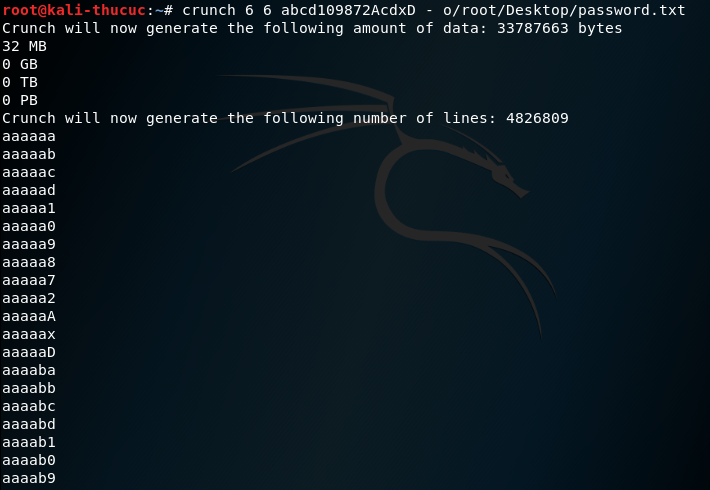 root@kali-thucuc:~# crunch 6 6 abcd109872AcdxD - o/root/Desktop/password.txt
Crunch will now generate the following amount of data: 33787663 bytes
32 MB
0 GB
0 TB
0 PB
Crunch will now generate the following number of lines: 4826809
aaaaaa
aaaaab
aaaaac
aaaaad
aaaaa1
aaaaa0
aaaaa9
aaaaa8
aaaaa7
aaaaa2
aaaaaA
aaaaax
aaaaaD
aaaaba
aaaabb
aaaabc
aaaabd
aaaab1
aaaab0
aaaab9